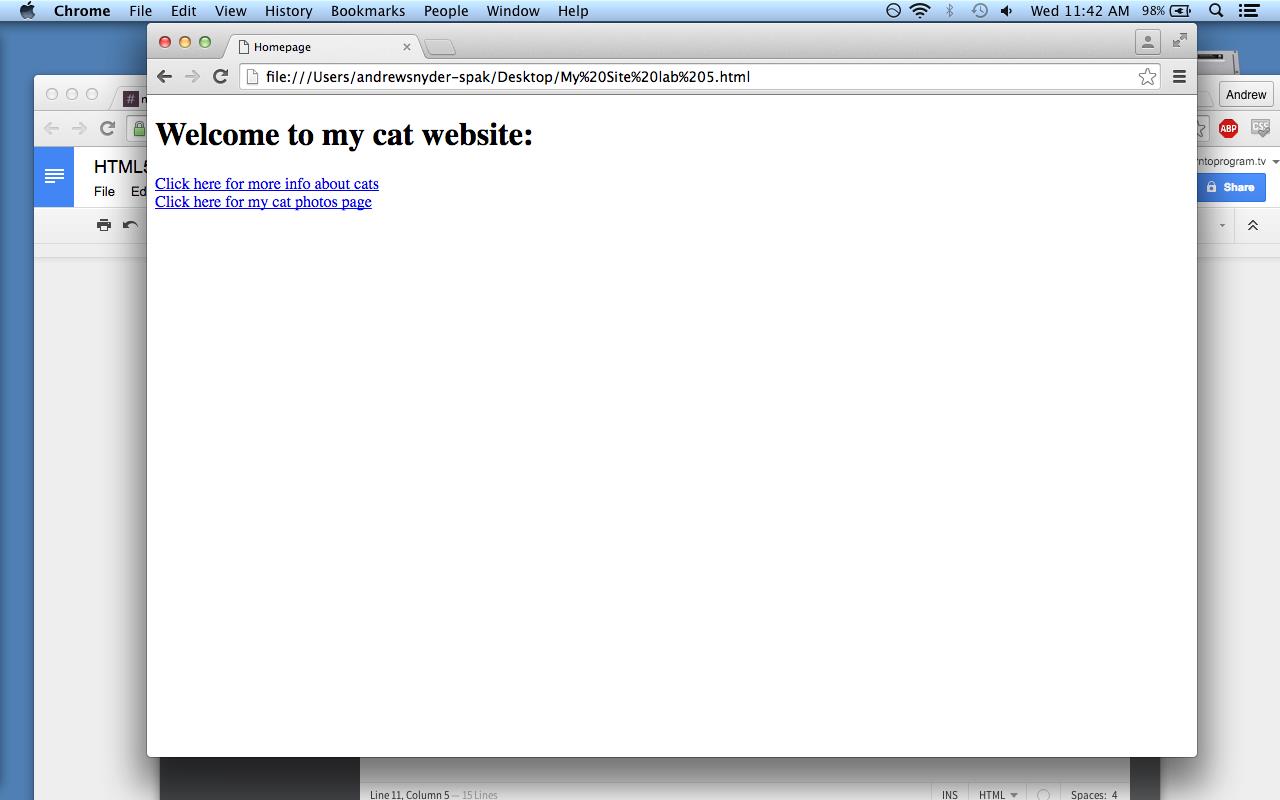 Chrome File Edit View History Bookmarks People Window Help Wed 11:42 AM 98%
Homepage
file:///Users/andrewsnyder-spak/Desktop/My%20Site%20lab%205.html
Andrew
ABP
CSS
Welcome to my cat website:
ntoprogram.tv
HTML5
File Ed
Share
Click here for more info about cats
Click here for my cat photos page
Line 11, Column 5 — 15 Lines INS HTML Spaces: 4